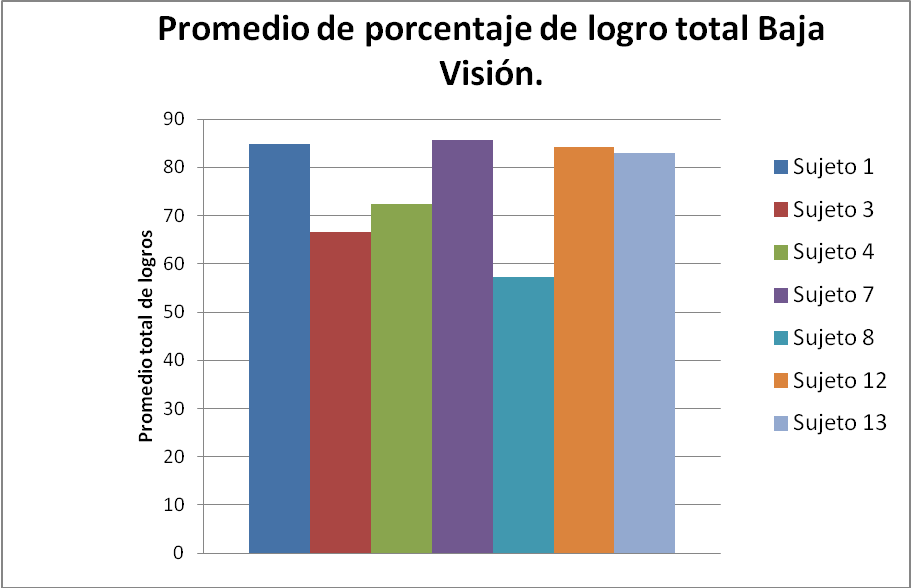 Promedio de porcentaje de logro total Baja
Visión.
Promedio total de logros
90
80
70
60
50
40
30
20
10
0
Sujeto 1
Sujeto 3
Sujeto 4
Sujeto 7
Sujeto 8
Sujeto 12
Sujeto 13